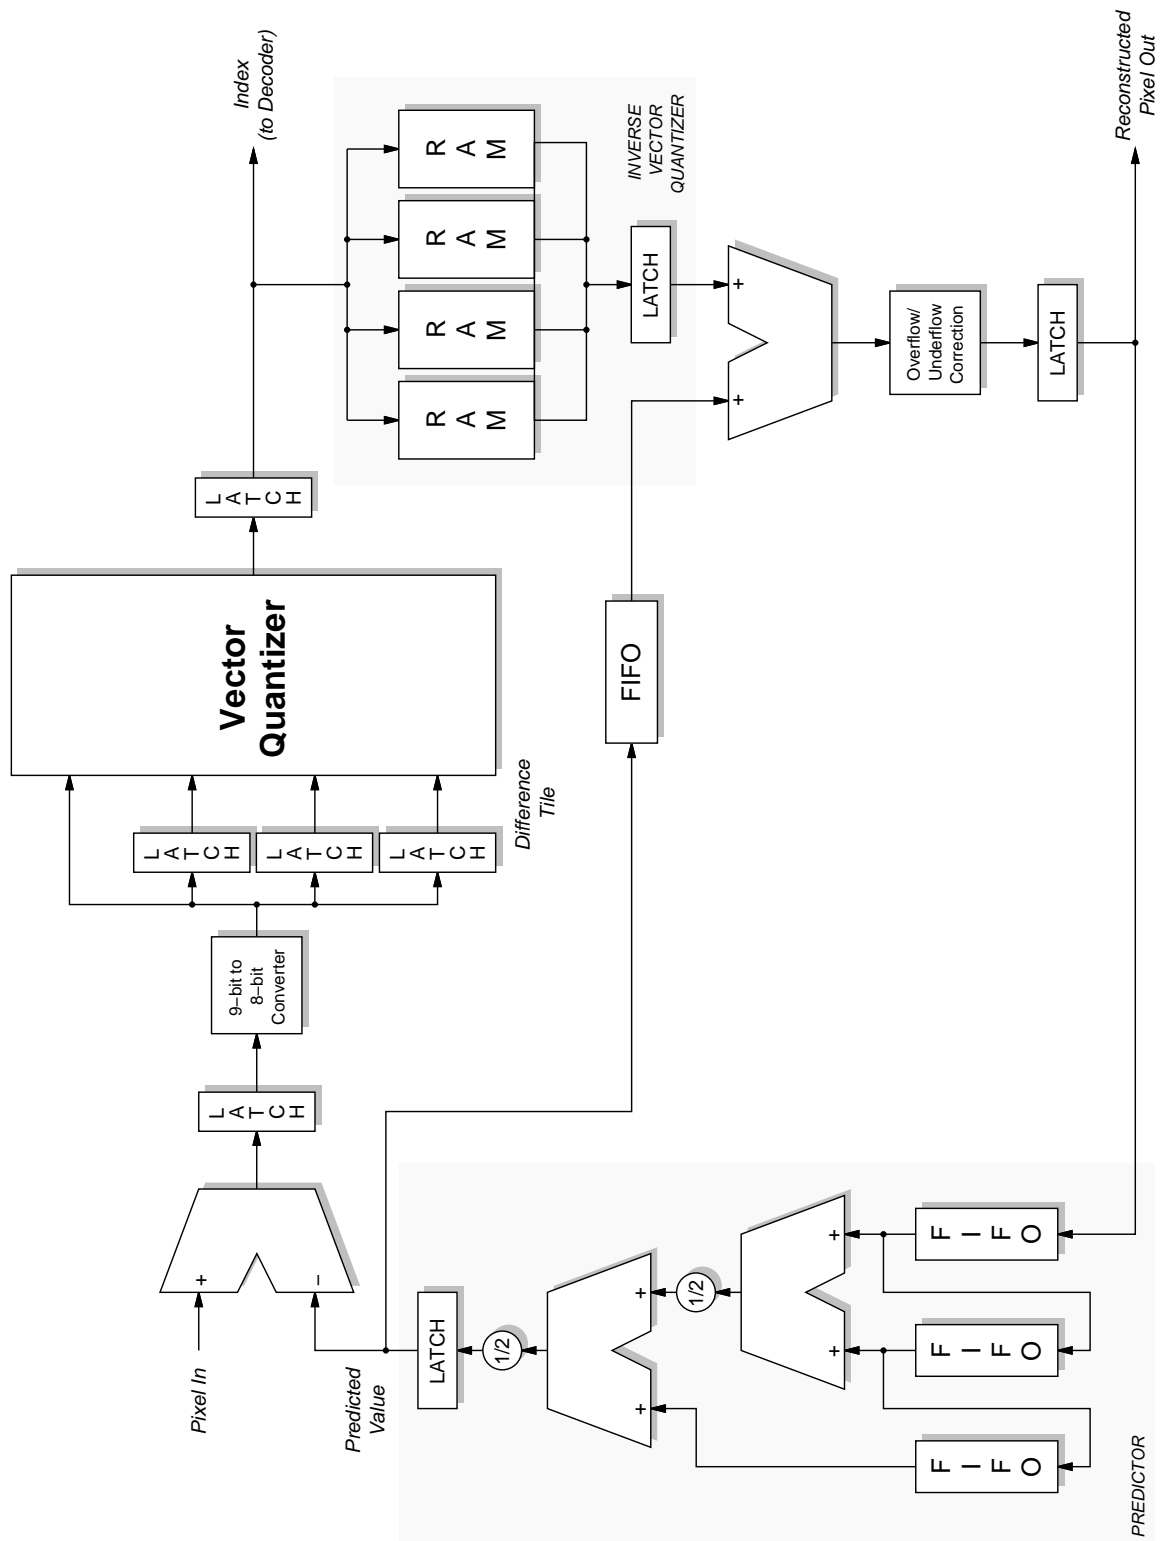 Pixel In
Predicted
Value
+
−
L A T C H
9−bit to
8−bit
Converter
L A T C H
L A T C H
L A T C H
Difference
Tile
Vector
Quantizer
L A T C H
Index
(to Decoder)
R A M
R A M
R A M
R A M
INVERSE
VECTOR
QUANTIZER
LATCH
FIFO
+
+
Overflow/
Underflow
Correction
LATCH
Reconstructed
Pixel Out
LATCH
1/2
+
+
1/2
+
+
F I F O
F I F O
F I F O
PREDICTOR